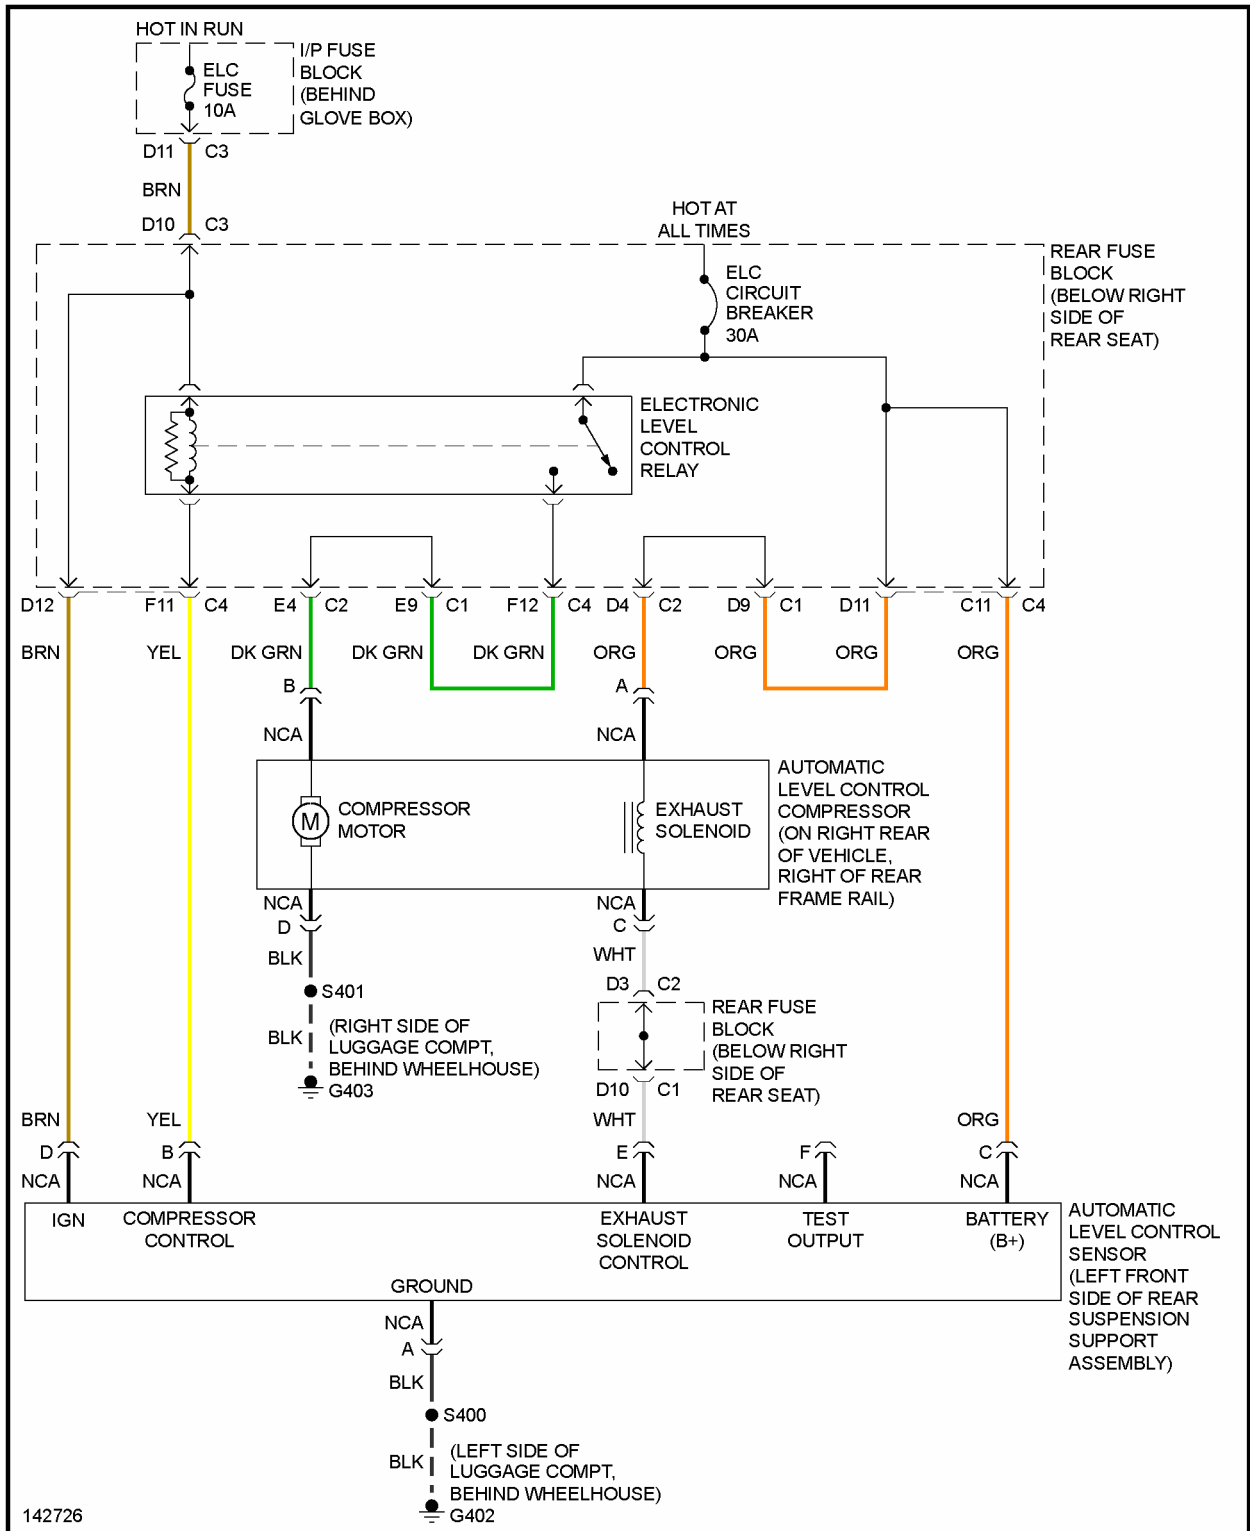 HOT IN RUN
I/P FUSE
BLOCK
(BEHIND
GLOVE BOX)
ELC
FUSE
10A
D11 C3
BRN
D10 C3
HOT AT
ALL TIMES
ELC
CIRCUIT
BREAKER
30A
REAR FUSE
BLOCK
(BELOW RIGHT
SIDE OF
REAR SEAT)
ELECTRONIC
LEVEL
CONTROL
RELAY
D12 F11 C4 E4 C2 E9 C1 F12 C4 D4 C2 D9 C1 D11 C11 C4
BRN YEL DK GRN DK GRN DK GRN ORG ORG ORG ORG
B A
NCA NCA
COMPRESSOR
MOTOR
M
EXHAUST
SOLENOID
AUTOMATIC
LEVEL CONTROL
COMPRESSOR
(ON RIGHT REAR
OF VEHICLE,
RIGHT OF REAR
FRAME RAIL)
NCA NCA
D C
BLK WHT
S401
D3 C2
BLK
(RIGHT SIDE OF
LUGGAGE COMPT,
BEHIND WHEELHOUSE)
G403
REAR FUSE
BLOCK
(BELOW RIGHT
SIDE OF
REAR SEAT)
D10 C1
BRN YEL WHT ORG
D B E F C
NCA NCA NCA NCA NCA
IGN
COMPRESSOR
CONTROL
EXHAUST
SOLENOID
CONTROL
TEST
OUTPUT
BATTERY
(B+)
GROUND
AUTOMATIC
LEVEL CONTROL
SENSOR
(LEFT FRONT
SIDE OF REAR
SUSPENSION
SUPPORT
ASSEMBLY)
NCA
A
BLK
S400
BLK
(LEFT SIDE OF
LUGGAGE COMPT,
BEHIND WHEELHOUSE)
G402
142726